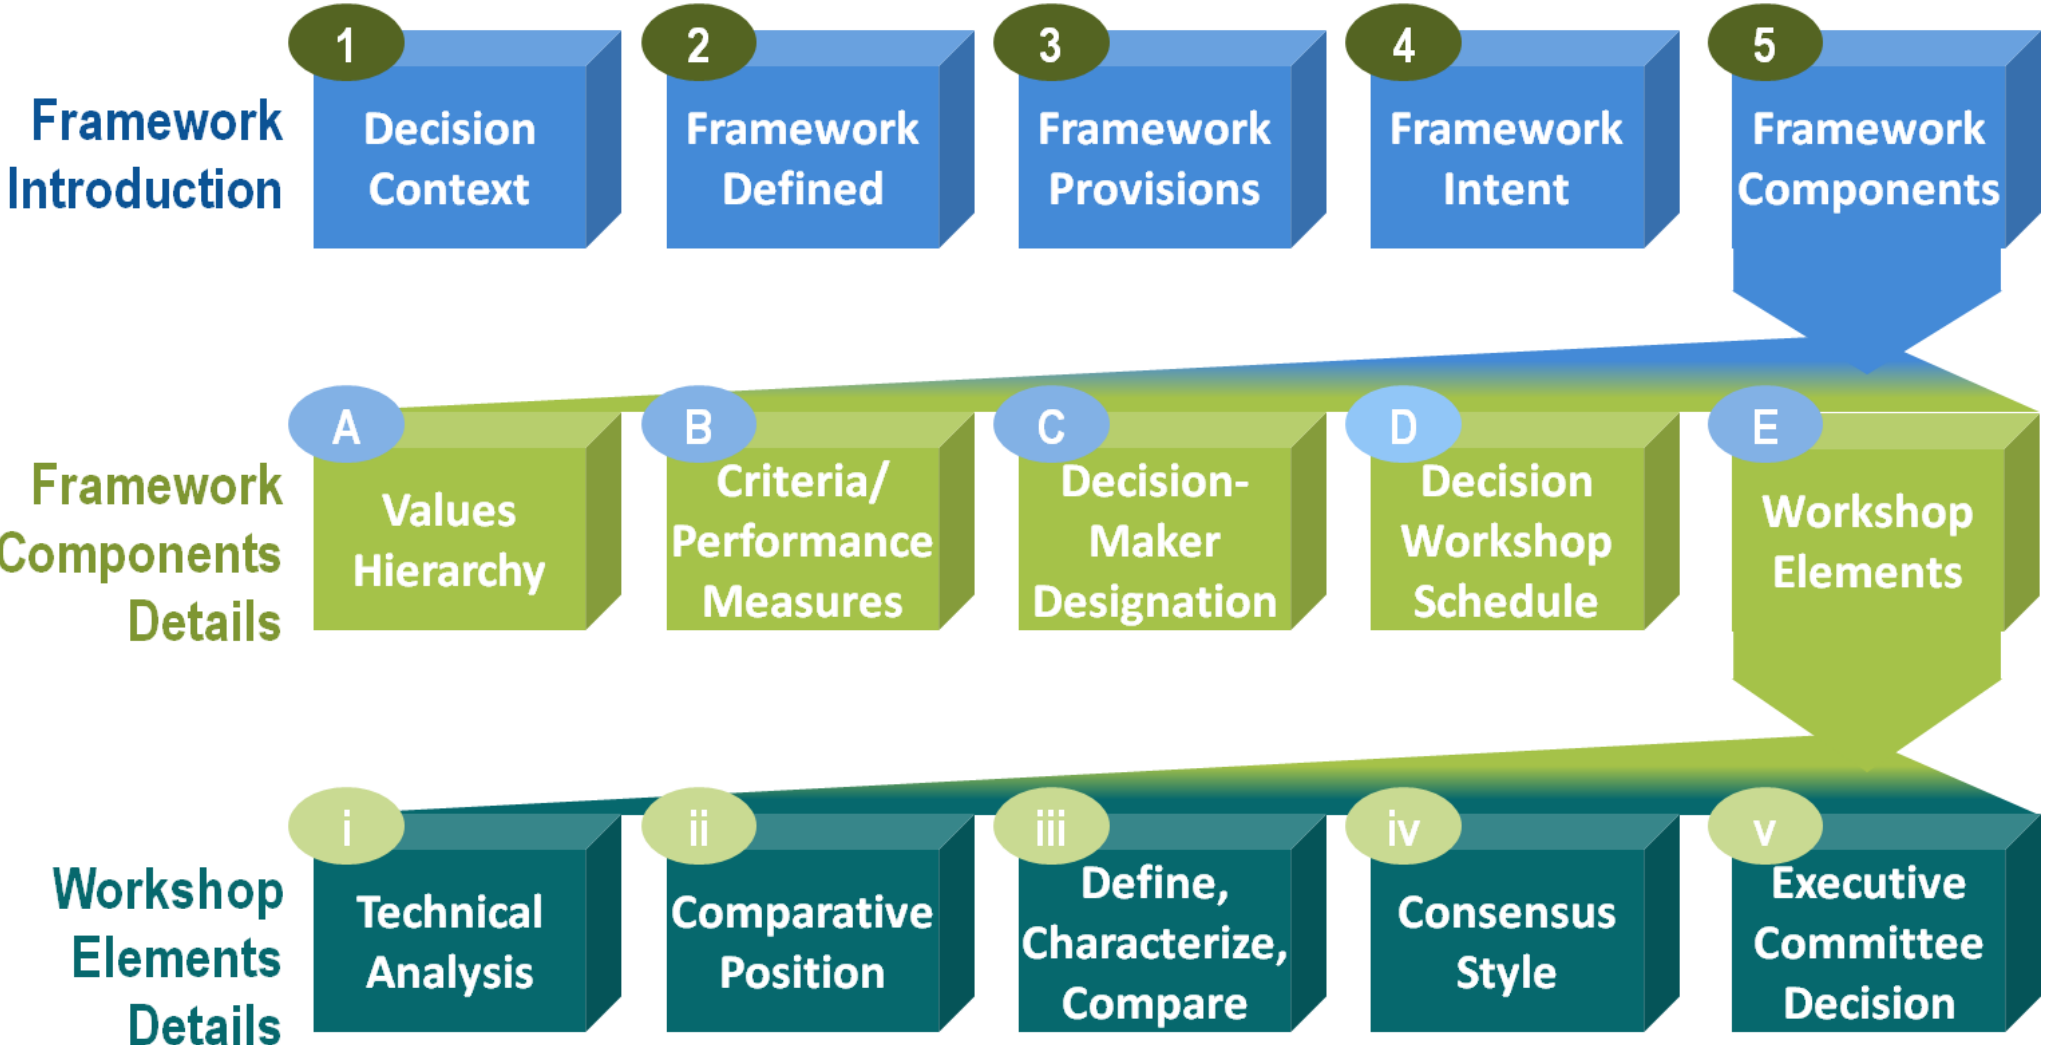 Framework
Introduction
1
Decision
Context
2
Framework
Defined
3
Framework
Provisions
4
Framework
Intent
5
Framework
Components
Framework
Components
Details
A
Values
Hierarchy
B
Criteria/
Performance
Measures
C
Decision-
Maker
Designation
D
Decision
Workshop
Schedule
E
Workshop
Elements
Workshop
Elements
Details
i
Technical
Analysis
ii
Comparative
Position
iii
Define,
Characterize,
Compare
iv
Consensus
Style
v
Executive
Committee
Decision